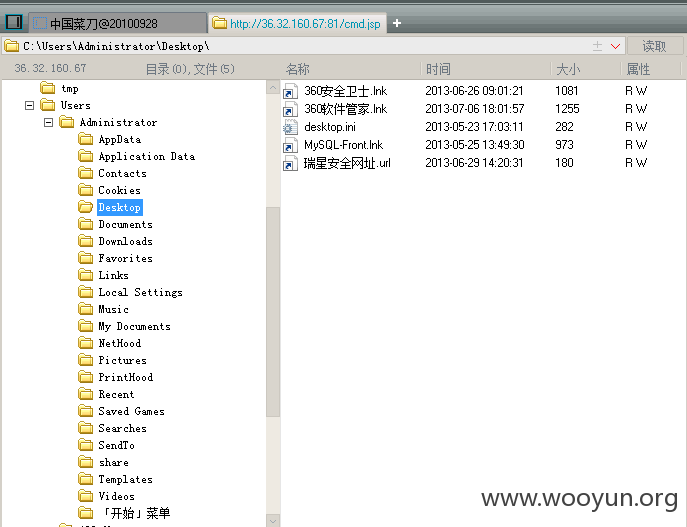 中国菜刀@20100928 http://36.32.160.67:81/cmd.jsp +
C:\Users\Administrator\Desktop\ 读取
36.32.160.67 目录(0),文件(5) 名称 时间 大小 属性
tmp
Users
Administrator
AppData
Application Data
Contacts
Cookies
Desktop
Documents
Downloads
Favorites
Links
Local Settings
Music
My Documents
NetHood
Pictures
PrintHood
Recent
Saved Games
Searches
SendTo
share
Templates
Videos
「开始」菜单
360安全卫士.lnk 2013-06-26 09:01:21 1081 R W
360软件管家.lnk 2013-07-06 18:01:57 1255 R W
desktop.ini 2013-05-23 17:03:11 282 R W
MySQL-Front.lnk 2013-05-25 13:49:30 973 R W
瑞星安全网址.url 2013-06-29 14:20:31 180 R W
www.wooyun.org